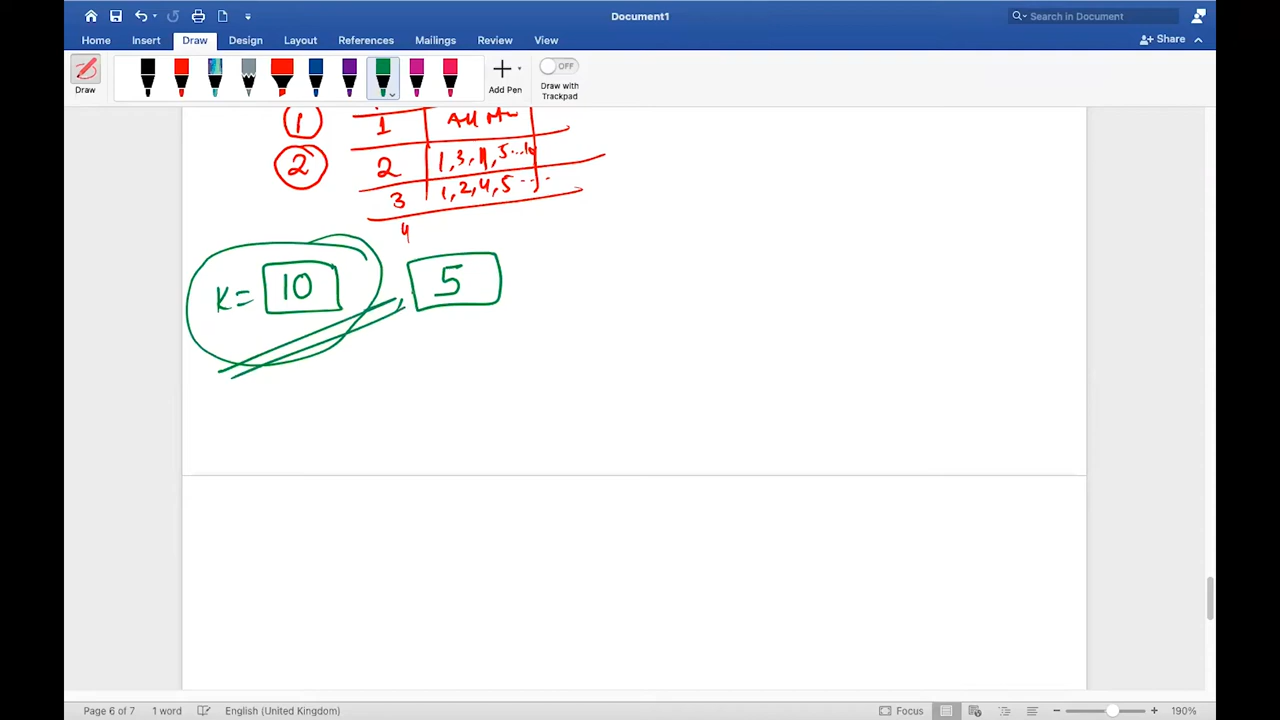 Document1
Search in Document
Home Insert Draw Design Layout References Mailings Review View
Share
OFF
Draw
Add Pen
Draw with Trackpad
1 1
2 2 1, 3, 4, 5...10
3 1, 2, 4, 5 ...
4
K = 10 , 5
Page 6 of 7 1 word English (United Kingdom) Focus 190%